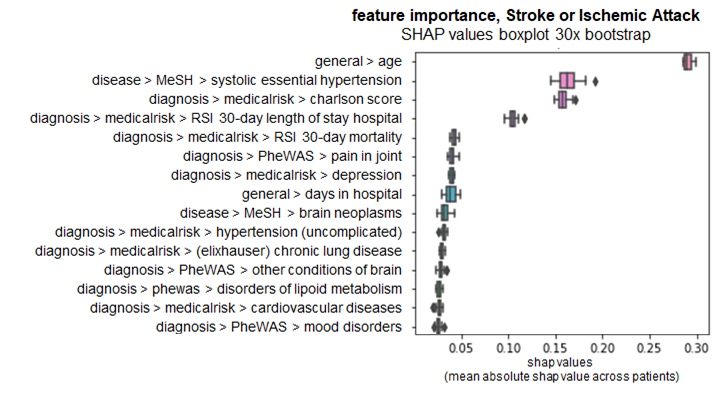 feature importance, Stroke or Ischemic Attack
SHAP values boxplot 30x bootstrap
general > age
disease > MeSH > systolic essential hypertension
diagnosis > medicalrisk > charlson score
diagnosis > medicalrisk > RSI 30-day length of stay hospital
diagnosis > medicalrisk > RSI 30-day mortality
diagnosis > PheWAS > pain in joint
diagnosis > medicalrisk > depression
general > days in hospital
disease > MeSH > brain neoplasms
diagnosis > medicalrisk > hypertension (uncomplicated)
diagnosis > medicalrisk > (elixhauser) chronic lung disease
diagnosis > PheWAS > other conditions of brain
diagnosis > phewas > disorders of lipoid metabolism
diagnosis > medicalrisk > cardiovascular diseases
diagnosis > PheWAS > mood disorders
0.05 0.10 0.15 0.20 0.25 0.30
shap values
(mean absolute shap value across patients)